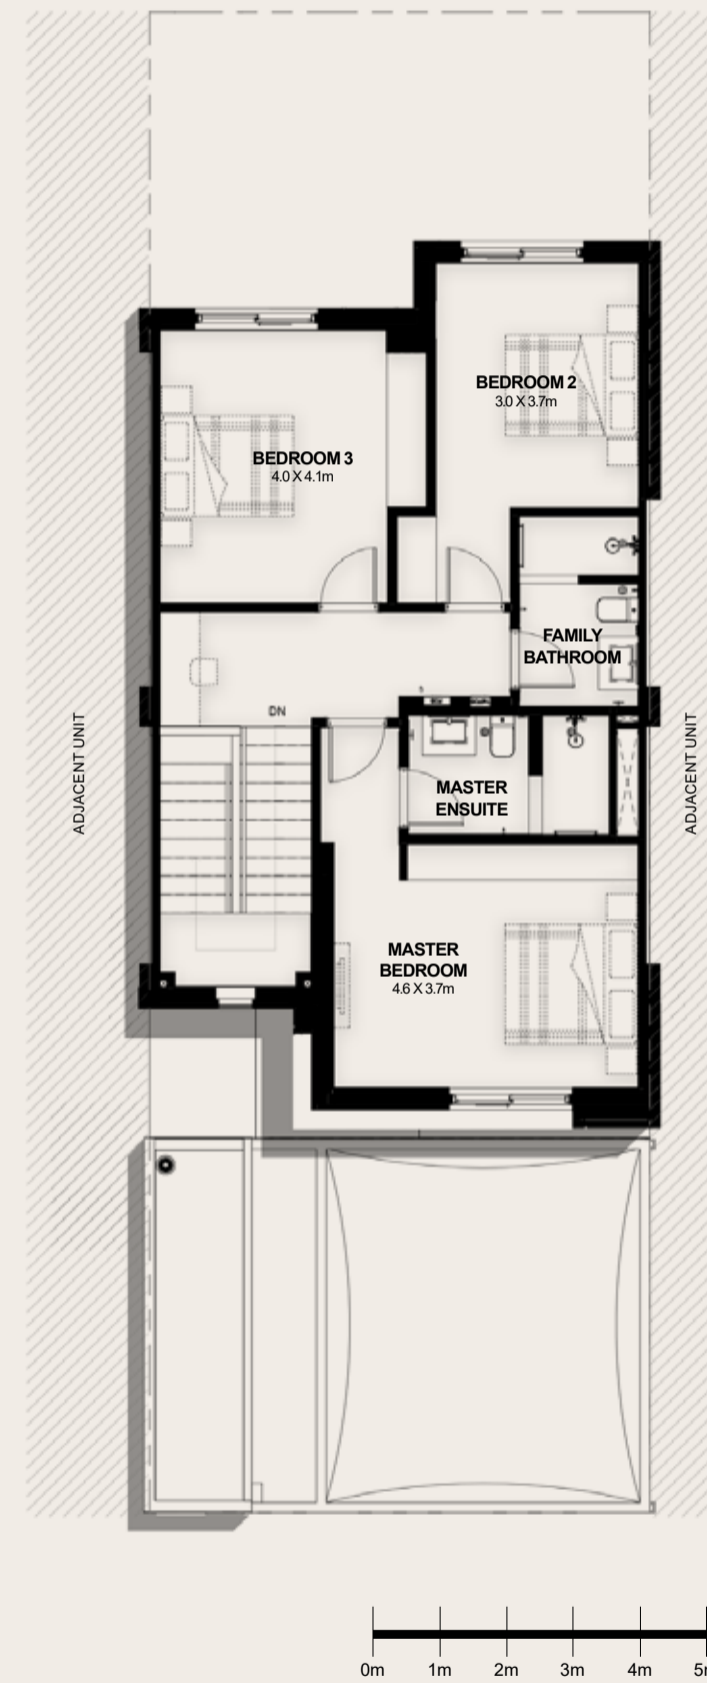 BEDROOM 2
3.0 X 3.7m
BEDROOM 3
4.0 X 4.1m
FAMILY
BATHROOM
DN
ADJACENT UNIT
ADJACENT UNIT
MASTER
ENSUITE
MASTER
BEDROOM
4.6 X 3.7m
0m 1m 2m 3m 4m